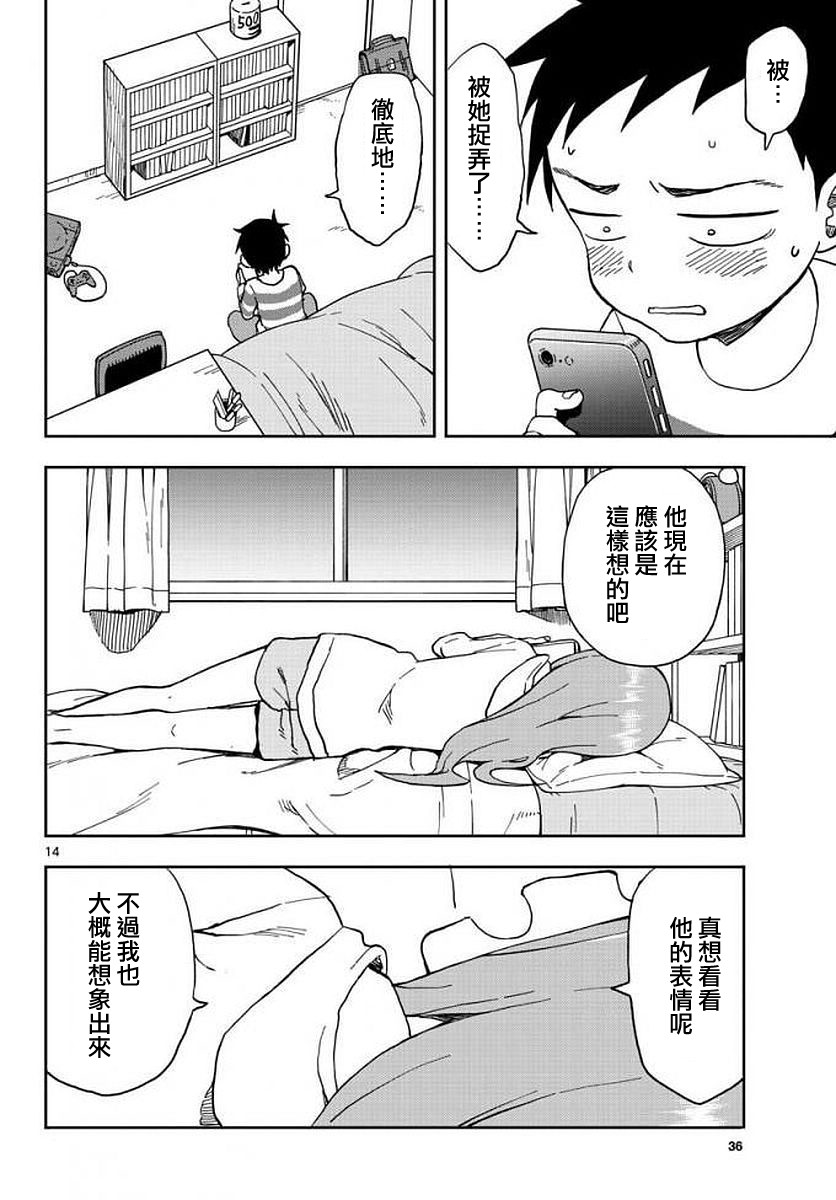 被…
被她捉弄了……
徹底地……
500
他現在
應該是
這樣想的吧
真想看看
他的表情呢
不過我也
大概能想象出來
14
36